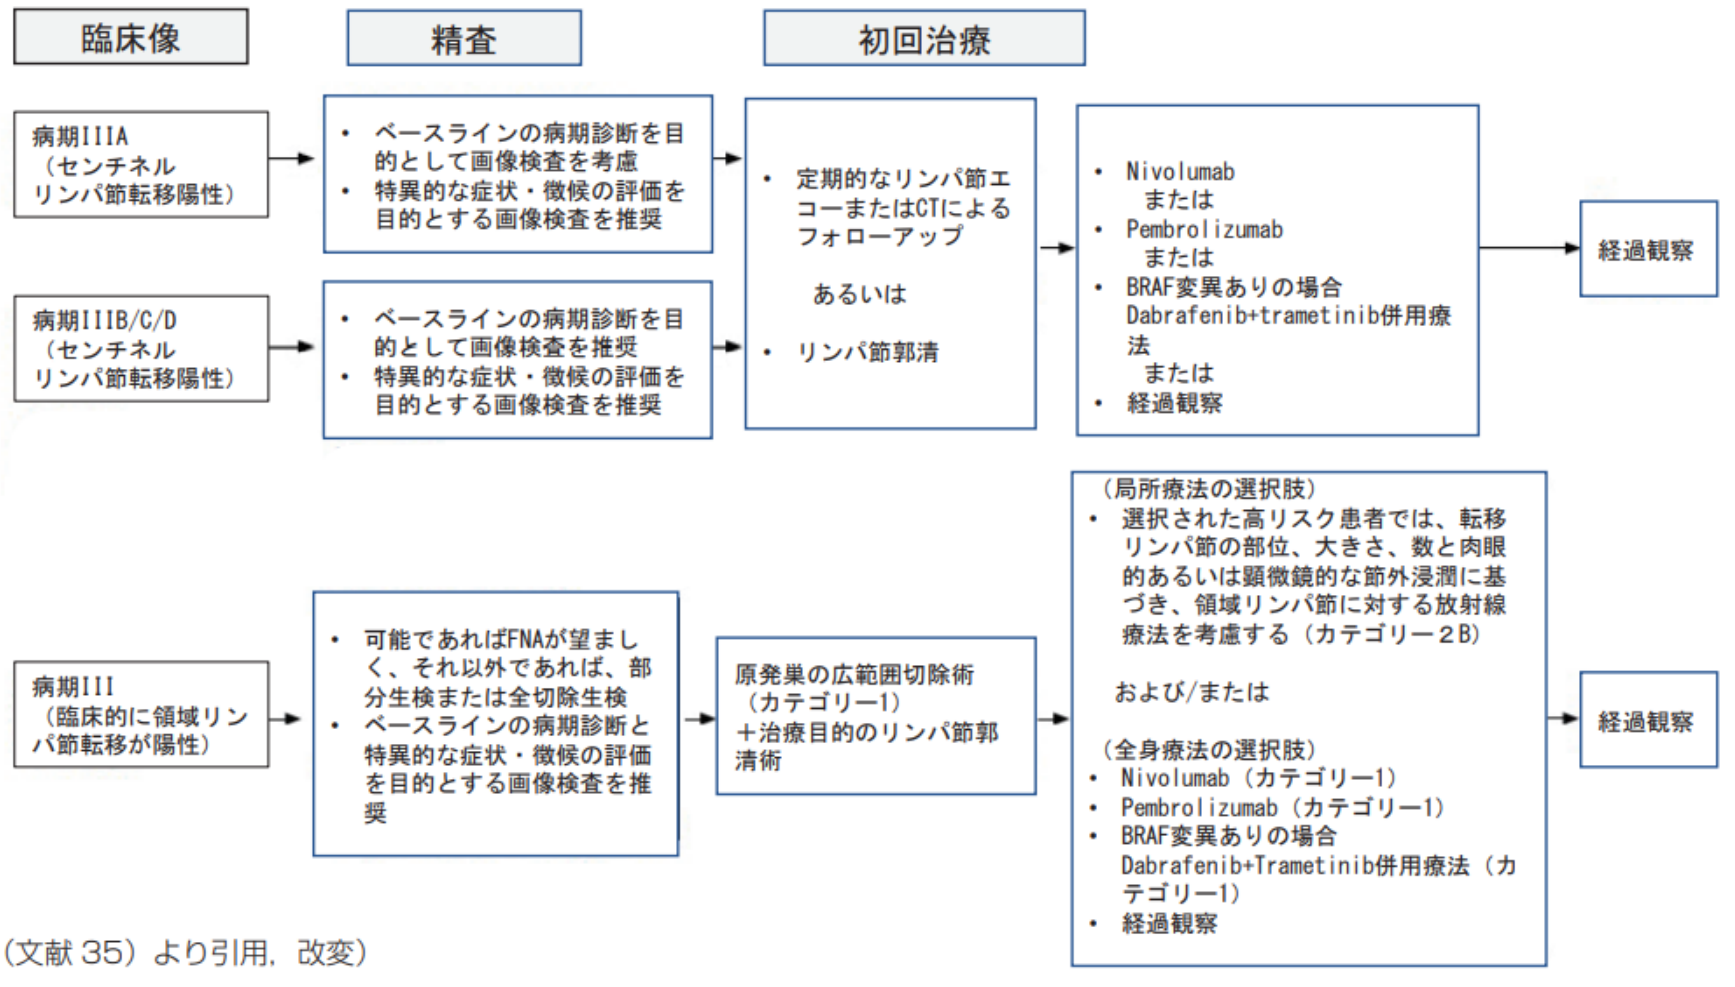 臨床像
精査
初回治療
病期IIIA
（センチネル
リンパ節転移陽性）
• ベースラインの病期診断を目
的として画像検査を考慮
• 特異的な症状・徴候の評価を
目的とする画像検査を推奨
病期IIIB/C/D
（センチネル
リンパ節転移陽性）
• ベースラインの病期診断を目
的として画像検査を推奨
• 特異的な症状・徴候の評価を
目的とする画像検査を推奨
• 定期的なリンパ節エ
コーまたはCTによる
フォローアップ
あるいは
• リンパ節郭清
• Nivolumab
または
• Pembrolizumab
または
• BRAF変異ありの場合
Dabrafenib+trametinib併用療
法
または
• 経過観察
経過観察
病期III
（臨床的に領域リン
パ節転移が陽性）
• 可能であればFNAが望まし
く、それ以外であれば、部
分生検または全切除生検
• ベースラインの病期診断と
特異的な症状・徴候の評価
を目的とする画像検査を推
奨
原発巣の広範囲切除術
（カテゴリー1）
＋治療目的のリンパ節郭
清術
（局所療法の選択肢）
• 選択された高リスク患者では、転移
リンパ節の部位、大きさ、数と肉眼
的あるいは顕微鏡的な節外浸潤に基
づき、領域リンパ節に対する放射線
療法を考慮する（カテゴリー２B）
および/または
（全身療法の選択肢）
• Nivolumab（カテゴリー1）
• Pembrolizumab（カテゴリー1）
• BRAF変異ありの場合
Dabrafenib+Trametinib併用療法（カ
テゴリー1）
• 経過観察
経過観察
（文献 35）より引用，改変）